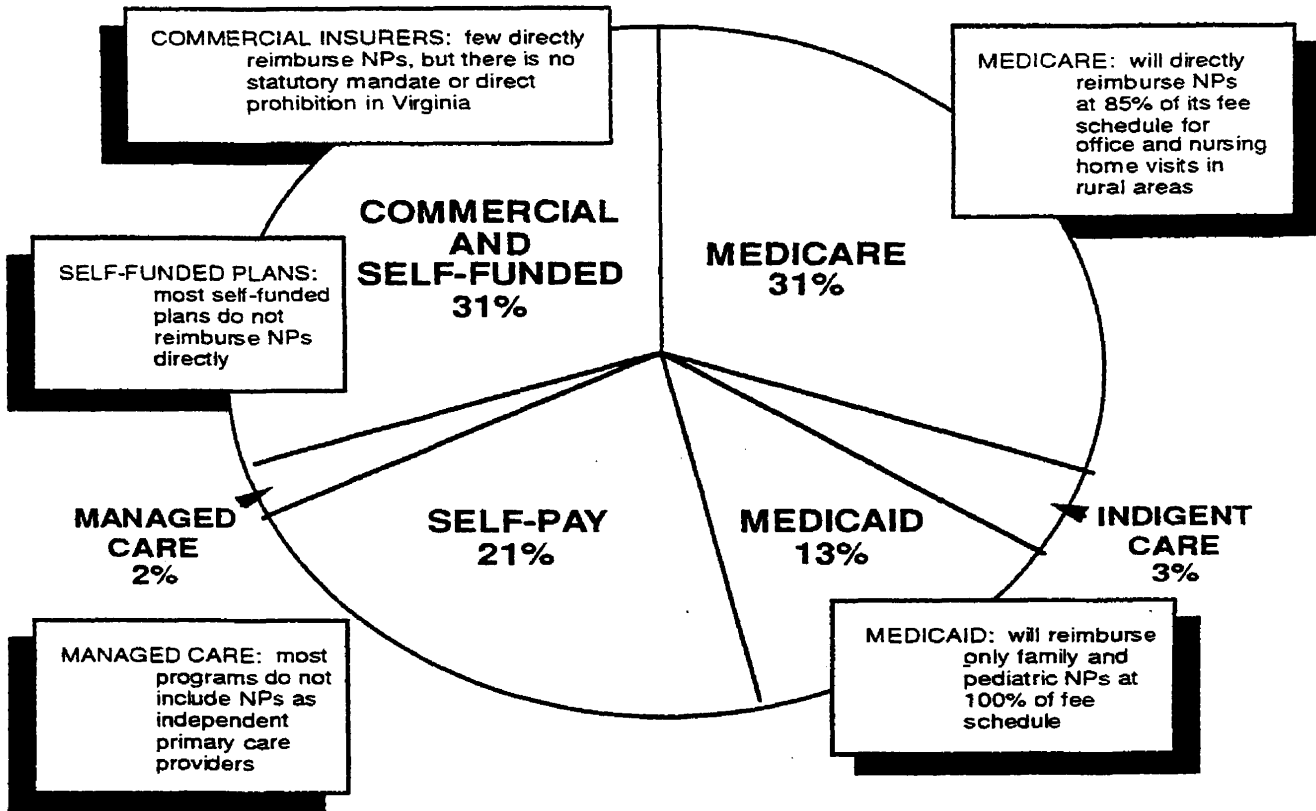 COMMERCIAL INSURERS: few directly
reimburse NPs, but there is no
statutory mandate or direct
prohibition in Virginia
MEDICARE: will directly
reimburse NPs
at 85% of its fee
schedule for
office and nursing
home visits in
rural areas
COMMERCIAL
AND
SELF-FUNDED
31%
MEDICARE
31%
SELF-FUNDED PLANS:
most self-funded
plans do not
reimburse NPs
directly
MANAGED
CARE
2%
SELF-PAY
21%
MEDICAID
13%
INDIGENT
CARE
3%
MANAGED CARE: most
programs do not
include NPs as
independent
primary care
providers
MEDICAID: will reimburse
only family and
pediatric NPs at
100% of fee
schedule